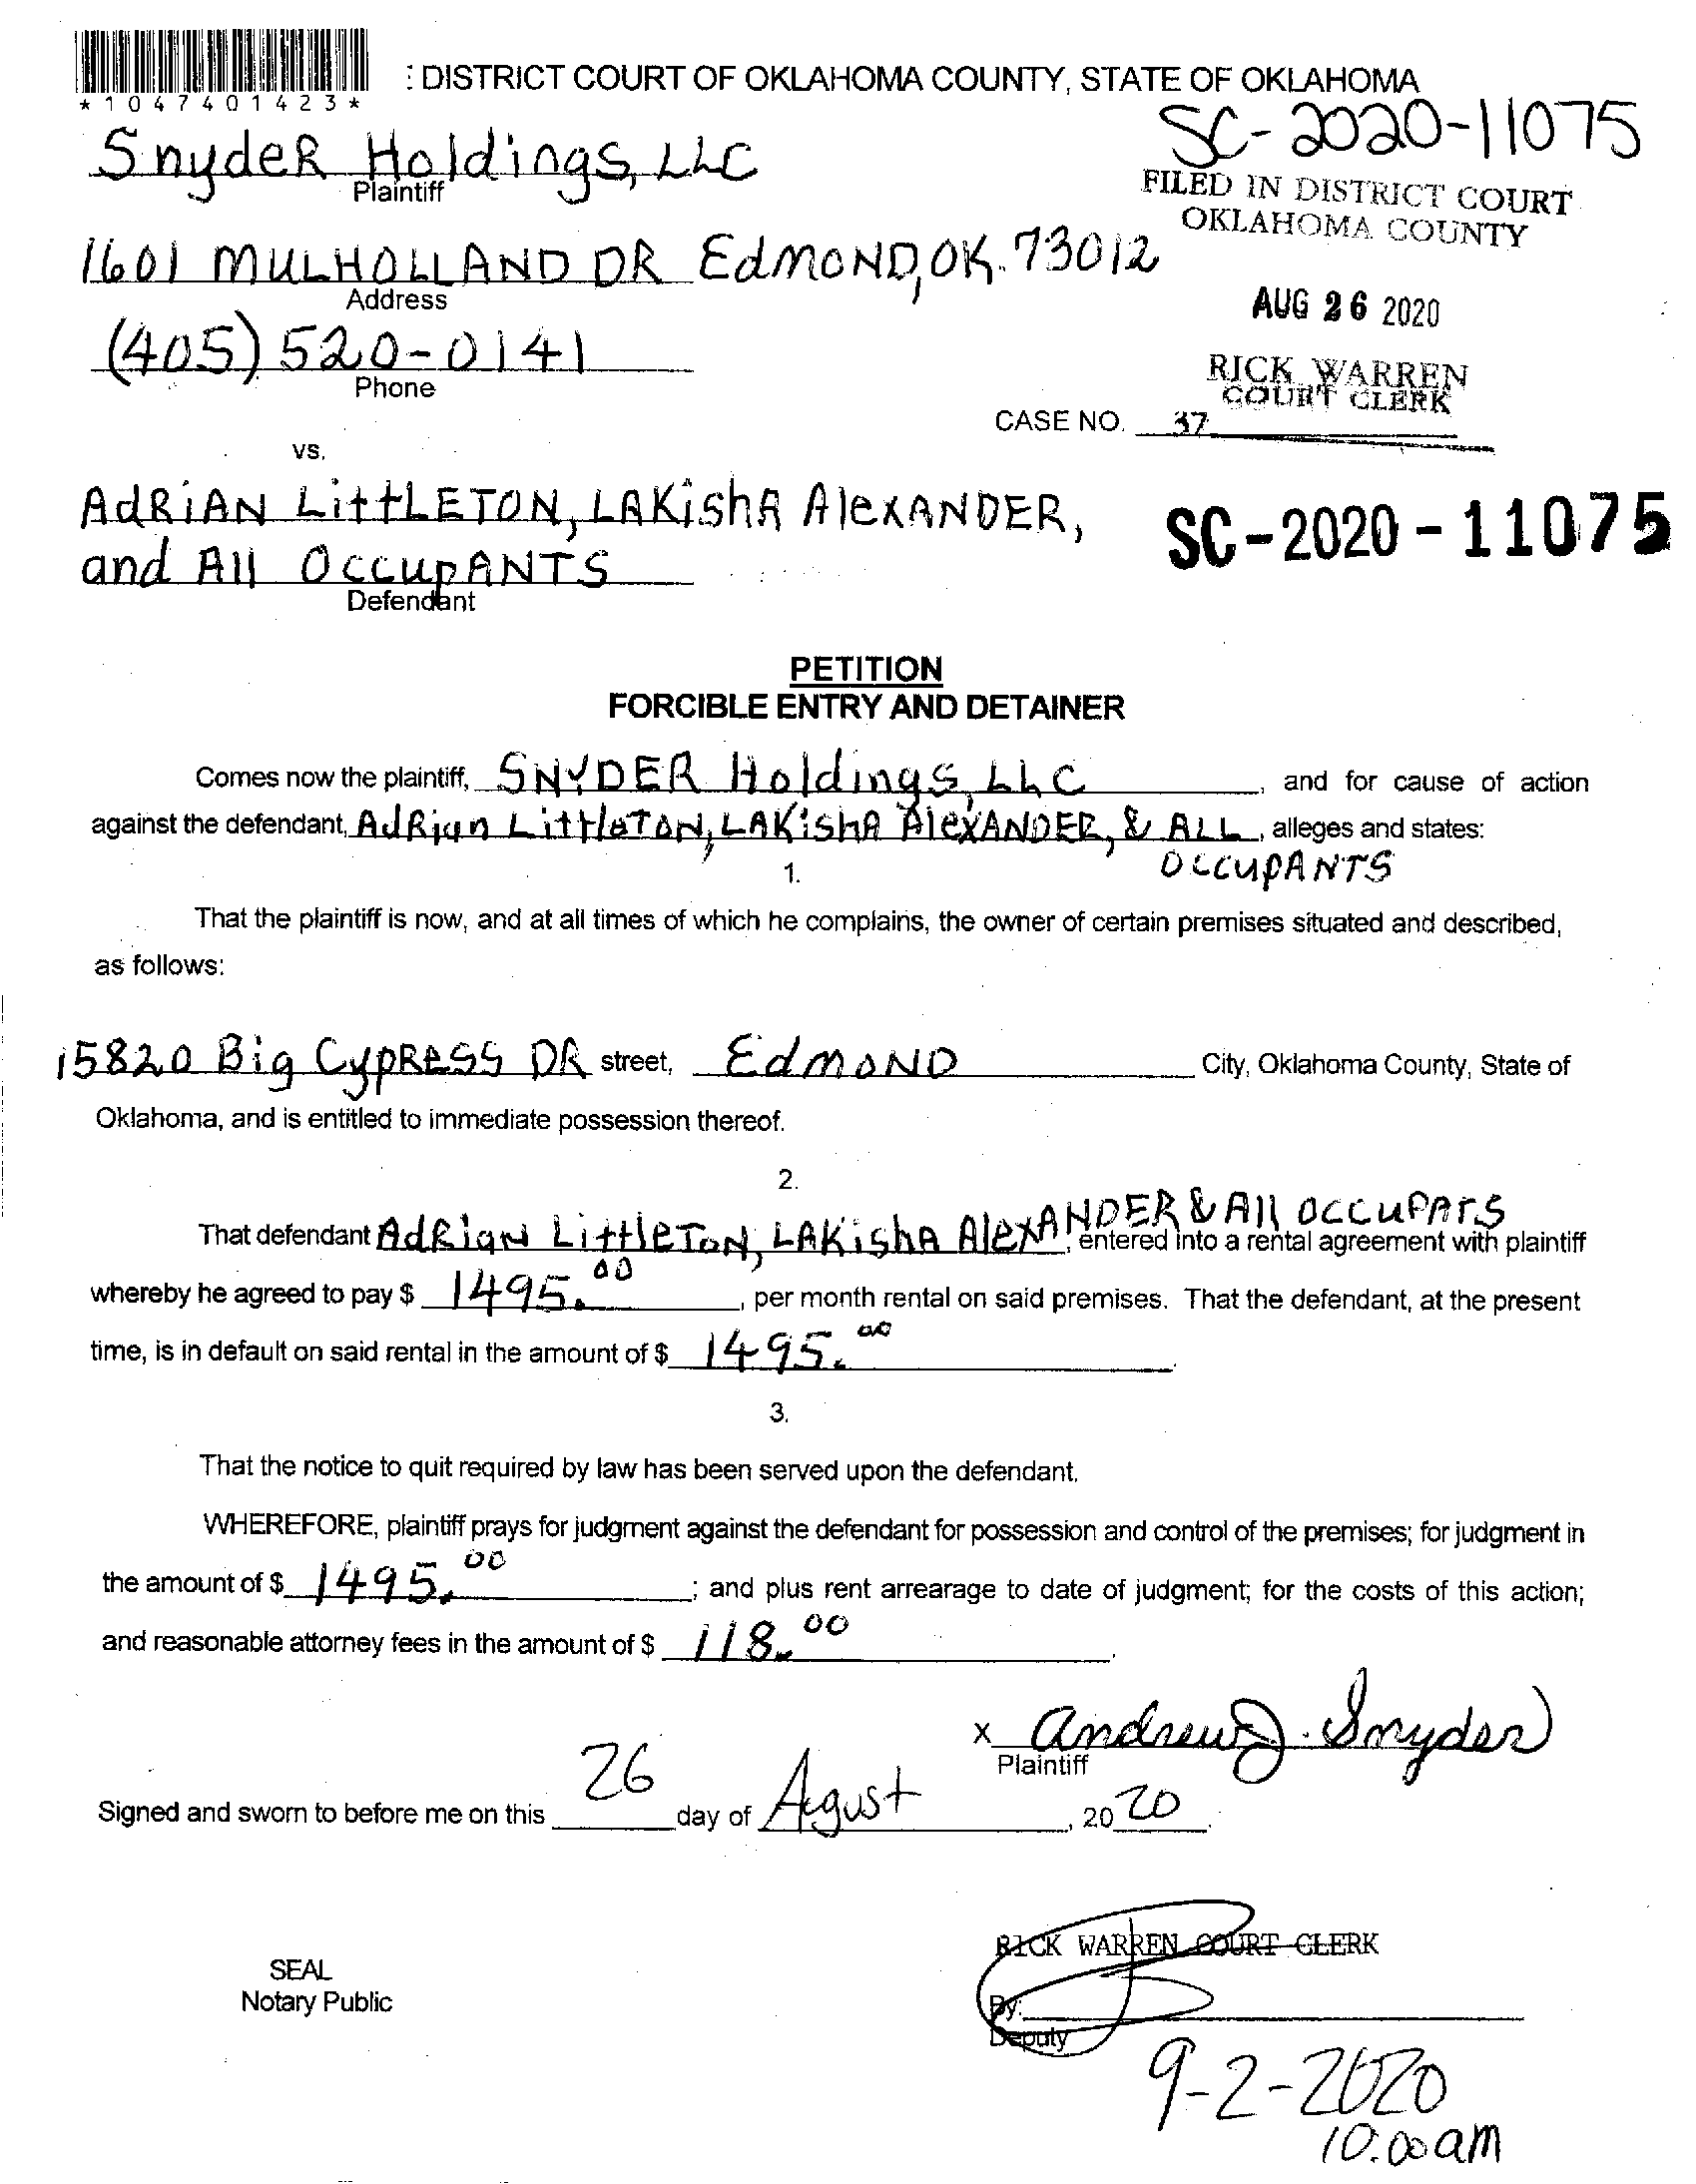 *1047401423*
: DISTRICT COURT OF OKLAHOMA COUNTY, STATE OF OKLAHOMA
SC-2020-11075
SnydeR Holdings, LLC
Plaintiff
FILED IN DISTRICT COURT
OKLAHOMA COUNTY
1601 MULHOLLAND DR EdMOND, OK. 73012
Address
AUG 26 2020
(405) 520-0141
Phone
RICK WARREN
COURT CLERK
CASE NO. 37
vs.
AdRiAN LittLETON, LAKishA AlexANDER,
and All OccupANTS
Defendant
SC-2020-11075
PETITION
FORCIBLE ENTRY AND DETAINER
Comes now the plaintiff, SNYDER Holdings, LLC, and for cause of action
against the defendant, AdRian LittleTON, LAKishA AlexANDER, & ALL, alleges and states:
OccupANTS
1.
That the plaintiff is now, and at all times of which he complains, the owner of certain premises situated and described,
as follows:
15820 Big CypRESS DR street, EdmOND City, Oklahoma County, State of
Oklahoma, and is entitled to immediate possession thereof.
2.
That defendant AdRiaN LittleTON, LAKishA AlexANDER & All OccuPATS, entered into a rental agreement with plaintiff
whereby he agreed to pay $ 1495.00, per month rental on said premises. That the defendant, at the present
time, is in default on said rental in the amount of $ 1495.00.
3.
That the notice to quit required by law has been served upon the defendant.
WHEREFORE, plaintiff prays for judgment against the defendant for possession and control of the premises; for judgment in
the amount of $ 1495.00; and plus rent arrearage to date of judgment; for the costs of this action;
and reasonable attorney fees in the amount of $ 118.00.
x Andrew J. Snyder
Plaintiff
Signed and sworn to before me on this 26 day of Agust, 2020.
RICK WARREN COURT CLERK
SEAL
Notary Public
By:
Deputy
9-2-2020
10:00am